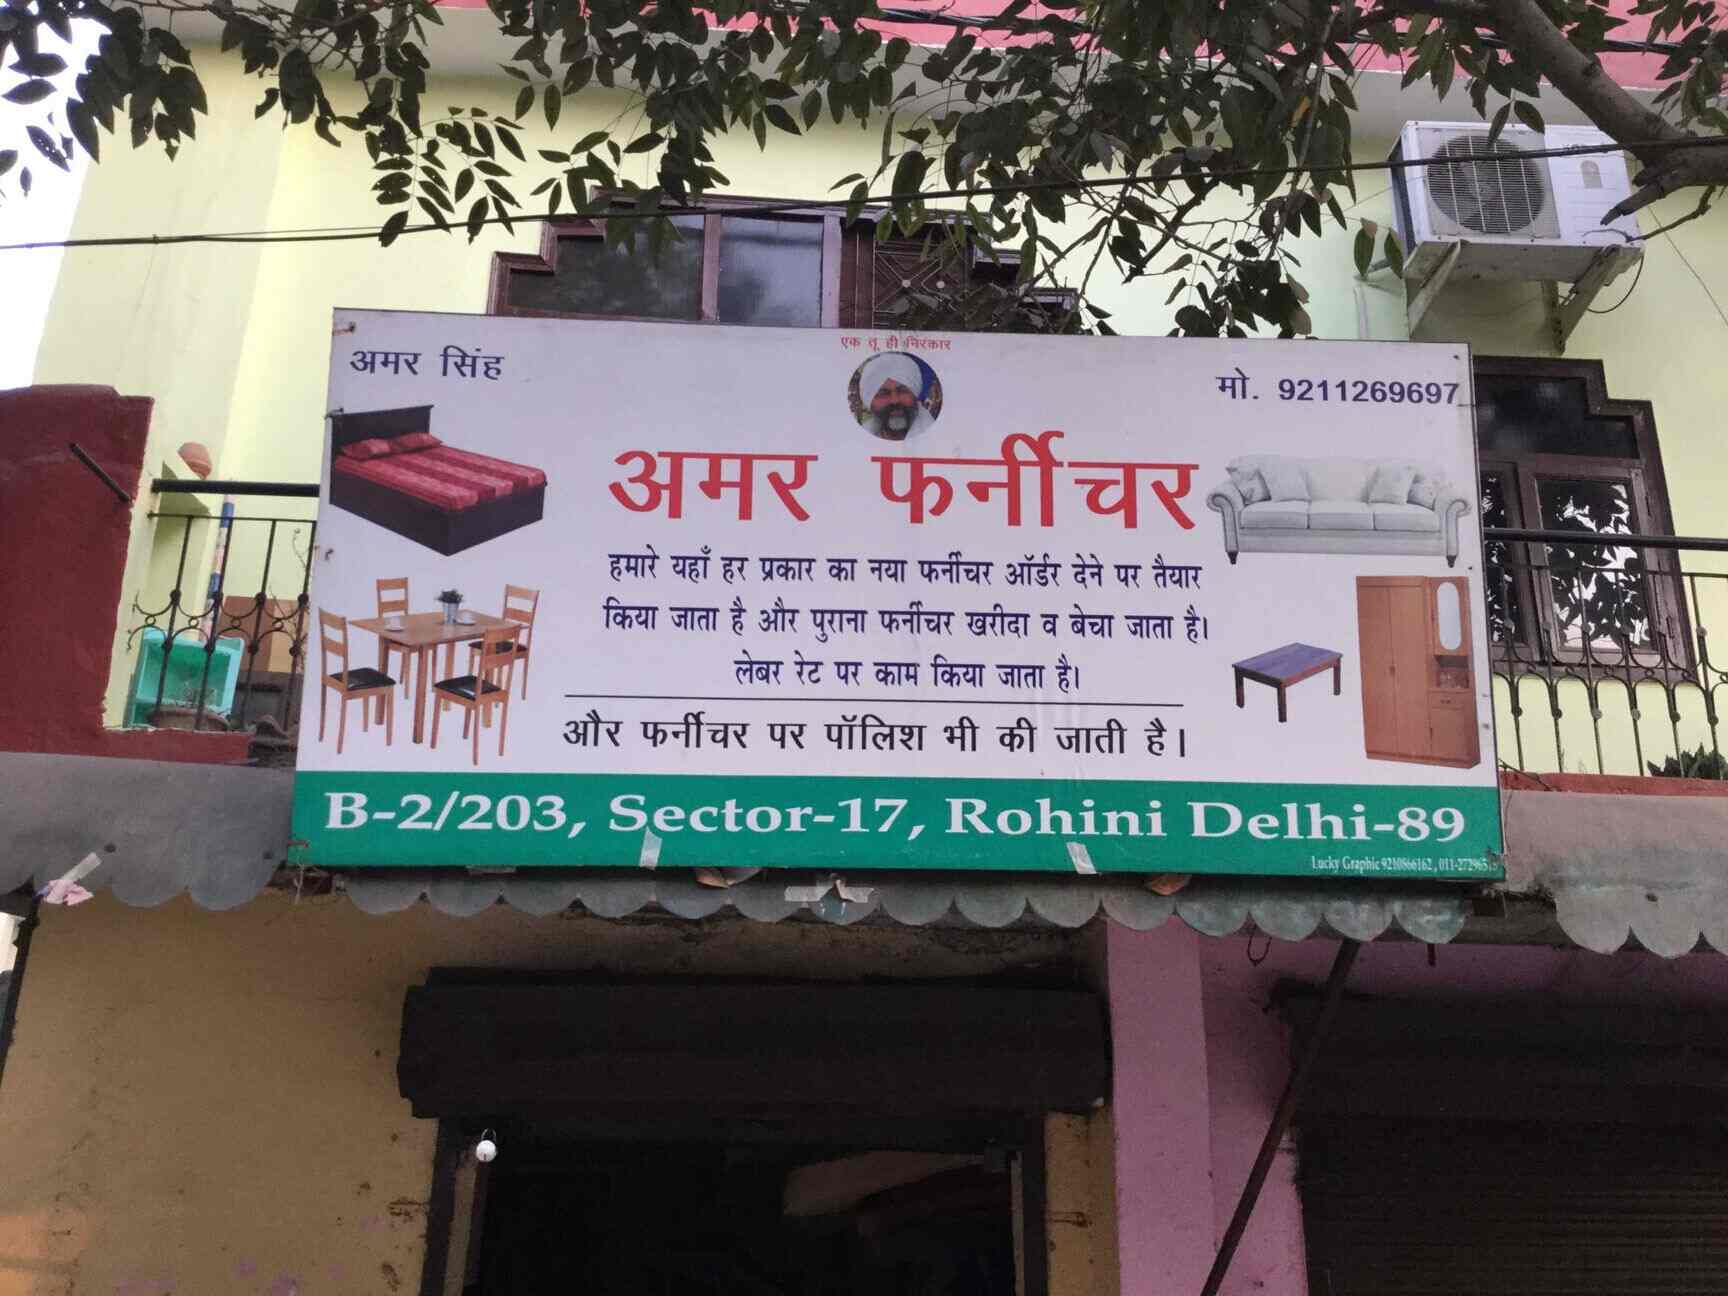 एक तू ही निरंकार
अमर सिंह
मो. 9211269697
अमर फर्नीचर
हमारे यहाँ हर प्रकार का नया फर्नीचर ऑर्डर देने पर तैयार
किया जाता है और पुराना फर्नीचर खरीदा व बेचा जाता है।
लेबर रेट पर काम किया जाता है।
और फर्नीचर पर पॉलिश भी की जाती है।
B-2/203, Sector-17, Rohini Delhi-89
Lucky Graphic 9210866162,